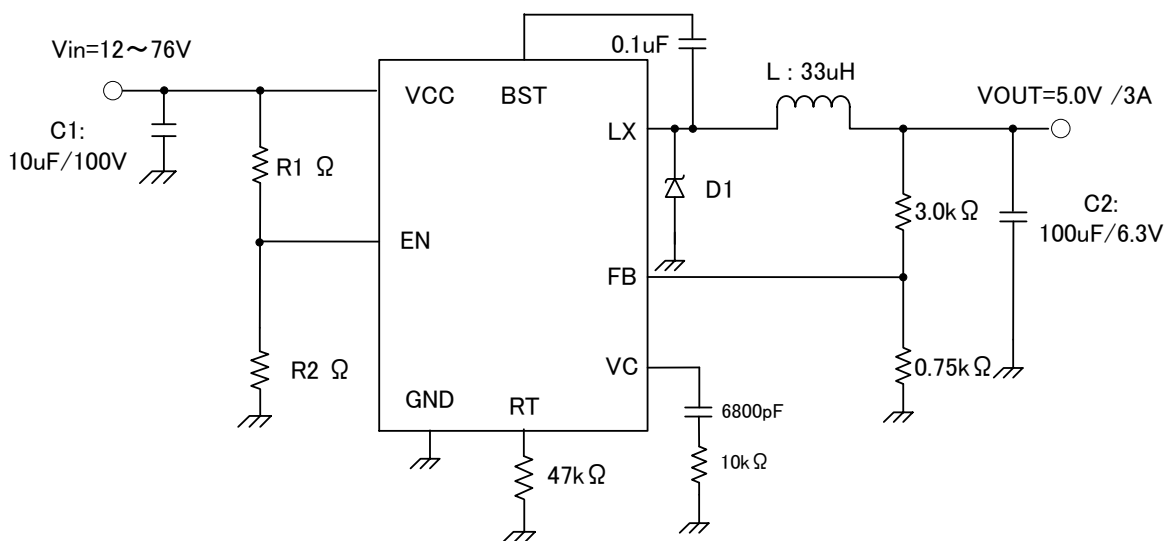 Vin=12～76V
C1:
10uF/100V
R1 Ω
R2 Ω
VCC
BST
LX
EN
FB
VC
GND
RT
0.1uF
L : 33uH
VOUT=5.0V /3A
D1
3.0kΩ
C2:
100uF/6.3V
0.75kΩ
6800pF
10kΩ
47kΩ